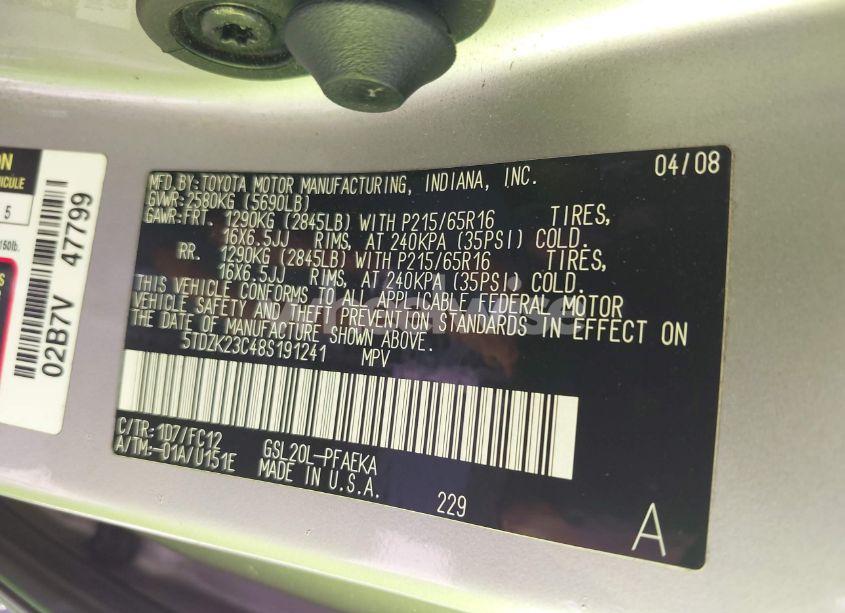 ON
VEHICULE
5
47799
02B7V
04/08
MFD.BY:TOYOTA MOTOR MANUFACTURING, INDIANA, INC.
GVWR:2580KG (5690LB)
GAWR:FRT. 1290KG (2845LB) WITH P215/65R16 TIRES,
16X6.5JJ RIMS, AT 240KPA (35PSI) COLD.
RR. 1290KG (2845LB) WITH P215/65R16 TIRES,
16X6.5JJ RIMS, AT 240KPA (35PSI) COLD.
THIS VEHICLE CONFORMS TO ALL APPLICABLE FEDERAL MOTOR
VEHICLE SAFETY AND THEFT PREVENTION STANDARDS IN EFFECT ON
THE DATE OF MANUFACTURE SHOWN ABOVE.
5TDZK23C48S191241 MPV
C/TR:1D7/FC12 GSL20L-PFAEKA
A/TM:-01A/U151E MADE IN U.S.A.
229
A